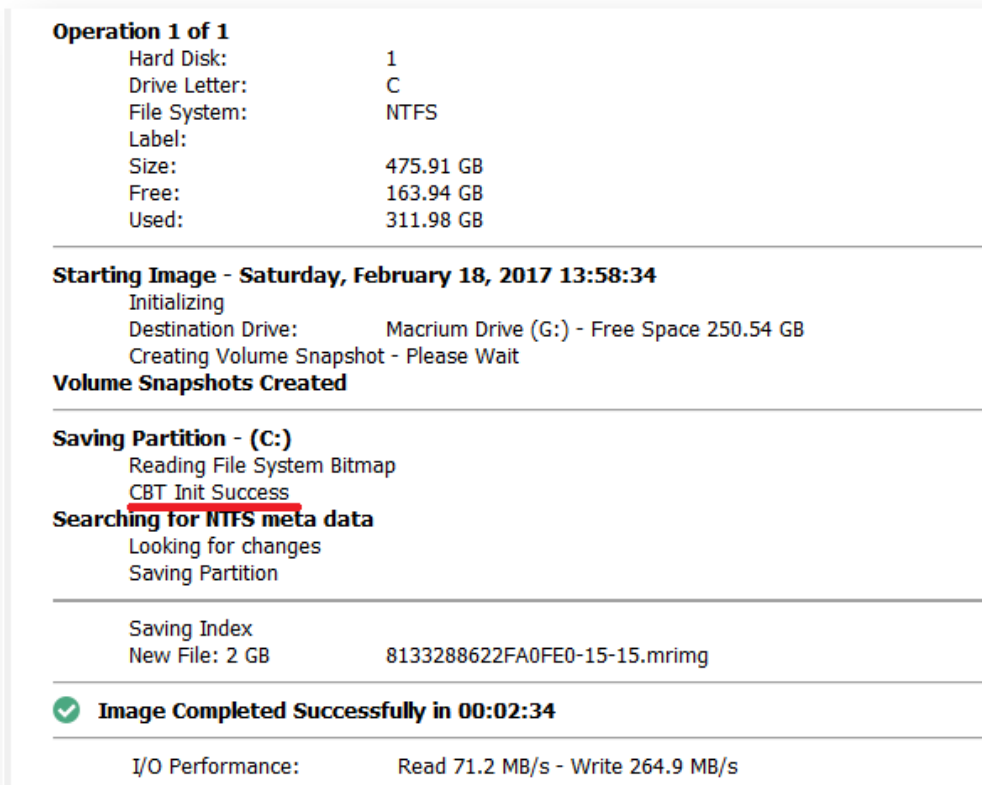 Operation 1 of 1
Hard Disk: 1
Drive Letter: C
File System: NTFS
Label:
Size: 475.91 GB
Free: 163.94 GB
Used: 311.98 GB
Starting Image - Saturday, February 18, 2017 13:58:34
Initializing
Destination Drive: Macrium Drive (G:) - Free Space 250.54 GB
Creating Volume Snapshot - Please Wait
Volume Snapshots Created
Saving Partition - (C:)
Reading File System Bitmap
CBT Init Success
Searching for NTFS meta data
Looking for changes
Saving Partition
Saving Index
New File: 2 GB 8133288622FA0FE0-15-15.mrimg
Image Completed Successfully in 00:02:34
I/O Performance: Read 71.2 MB/s - Write 264.9 MB/s